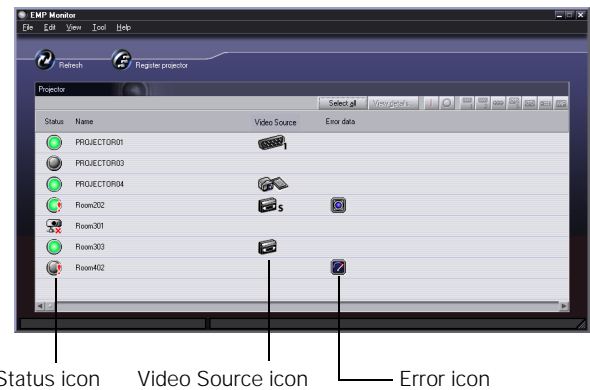 EMP Monitor
File Edit View Tool Help
Refresh Register projector
Projector
Select all View details
Status Name Video Source Error data
PROJECTOR01 1
PROJECTOR03
PROJECTOR04
Room202 S
Room301
Room303
Room402
Status icon Video Source icon Error icon